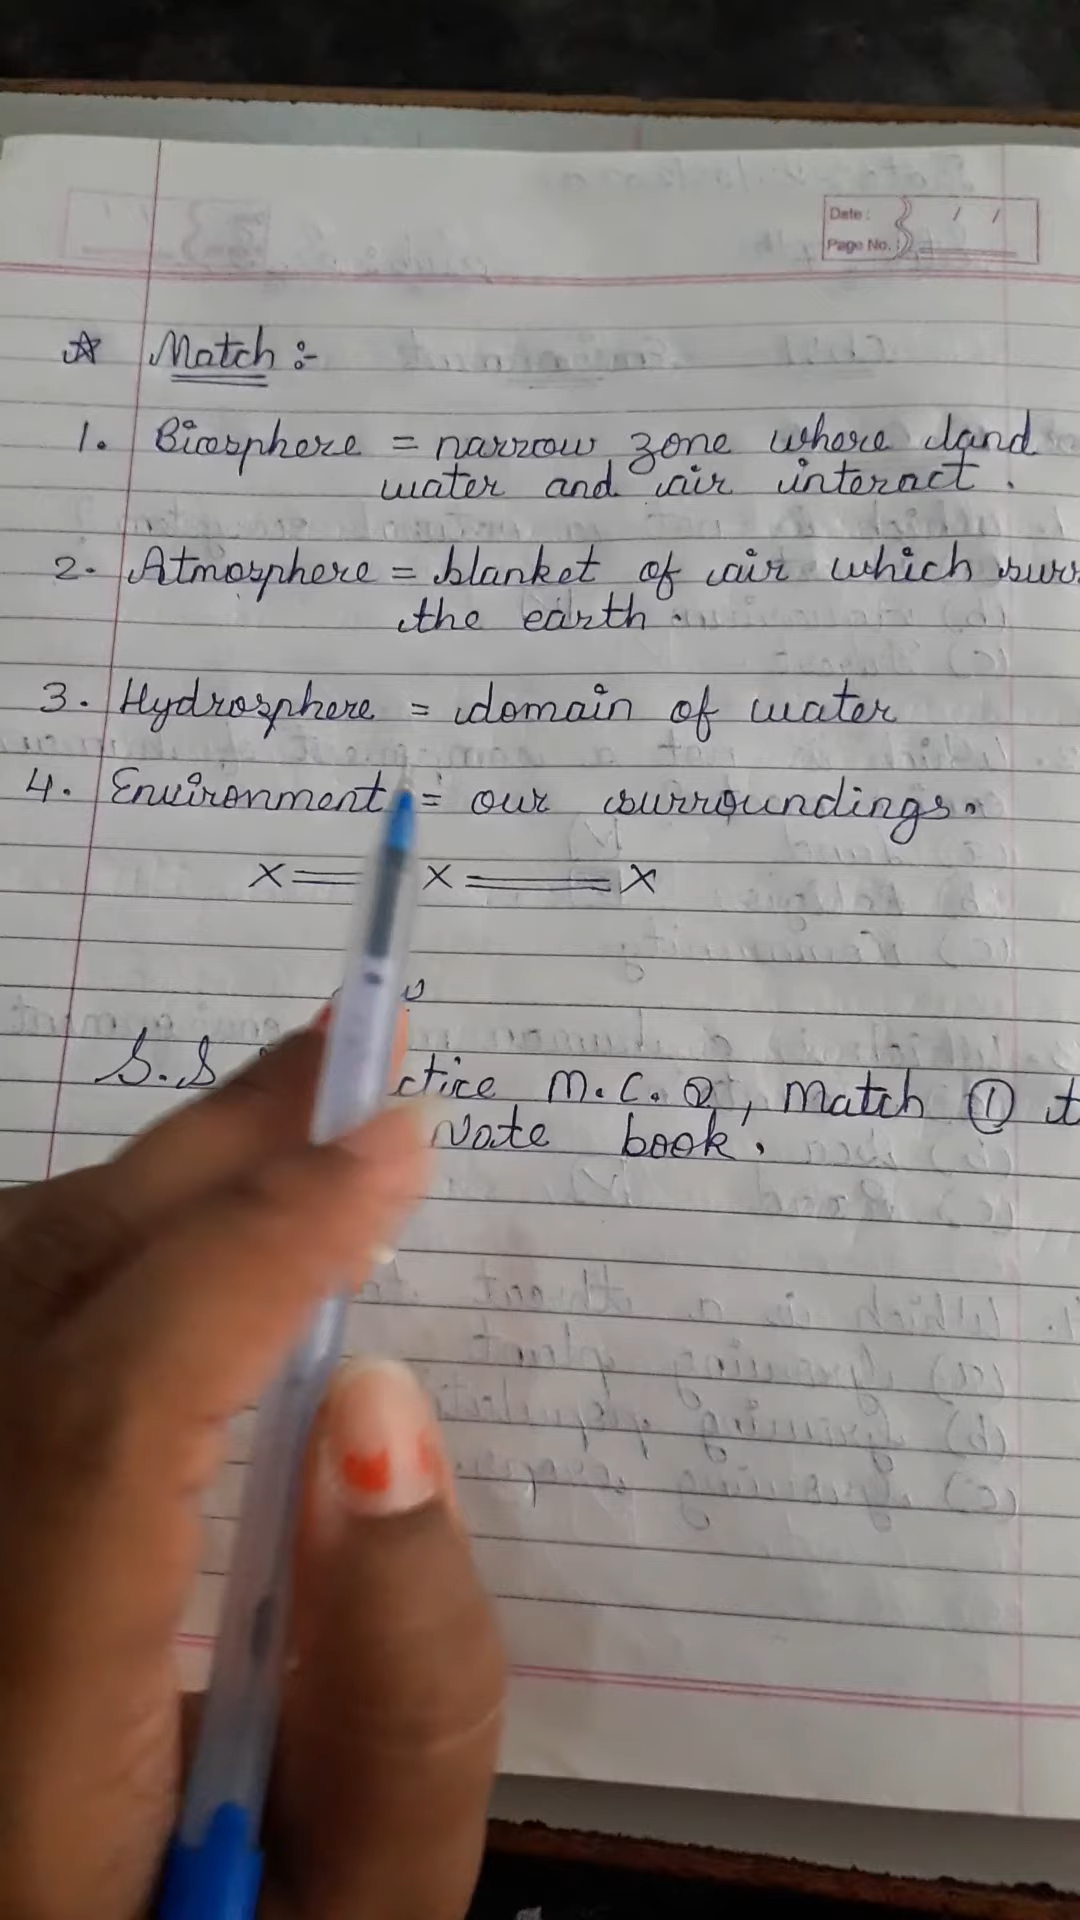 Date: / /
Page No.:
☆ Match :-
1. Biosphere = narrow zone where land
water and air interact.
2. Atmosphere = blanket of air which
the earth.
3. Hydrosphere = domain of water
4. Environment = our surroundings.
x == x == x
S.S M.C.Q, Match ①
Note book.